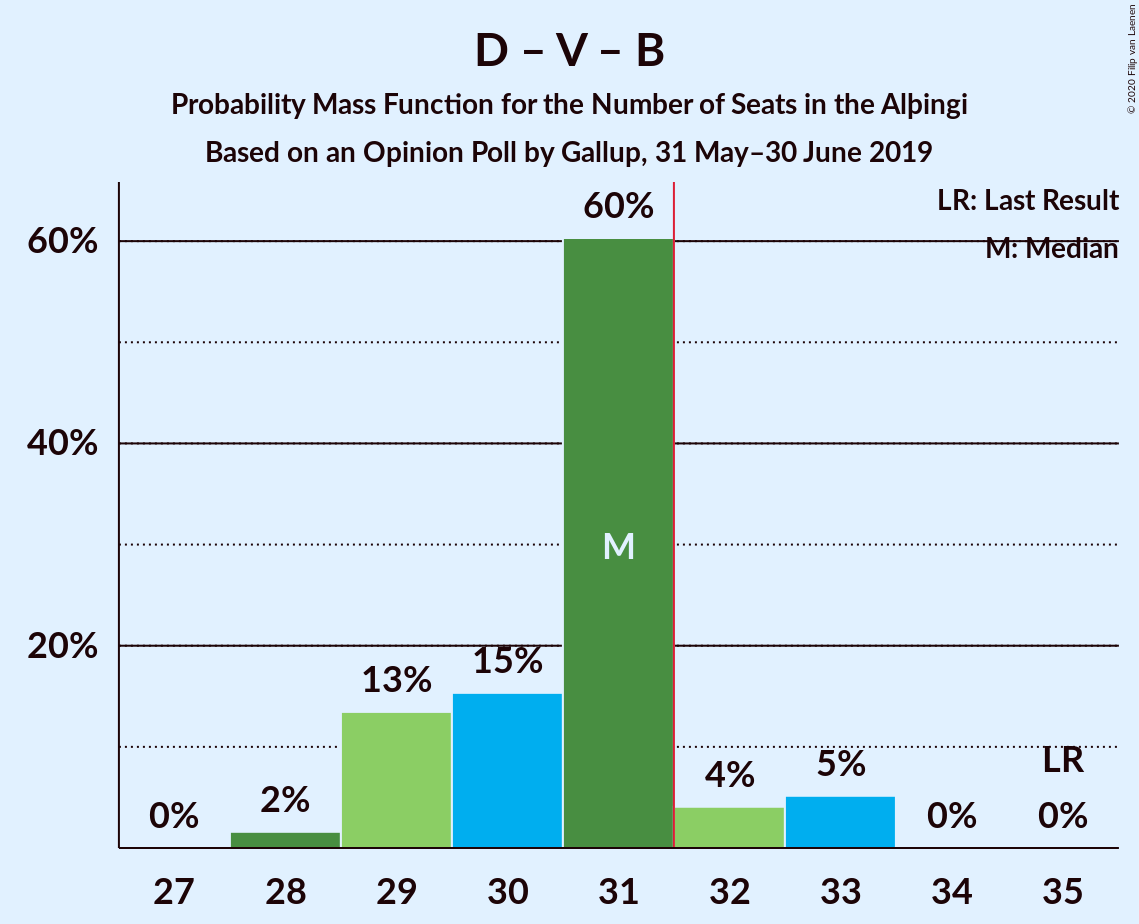 D – V – B
Probability Mass Function for the Number of Seats in the Alþingi
Based on an Opinion Poll by Gallup, 31 May–30 June 2019
© 2020 Filip van Laenen
LR: Last Result
M: Median
60%
40%
20%
0%
2%
13%
15%
60%
M
4%
5%
0%
LR
0%
27 28 29 30 31 32 33 34 35